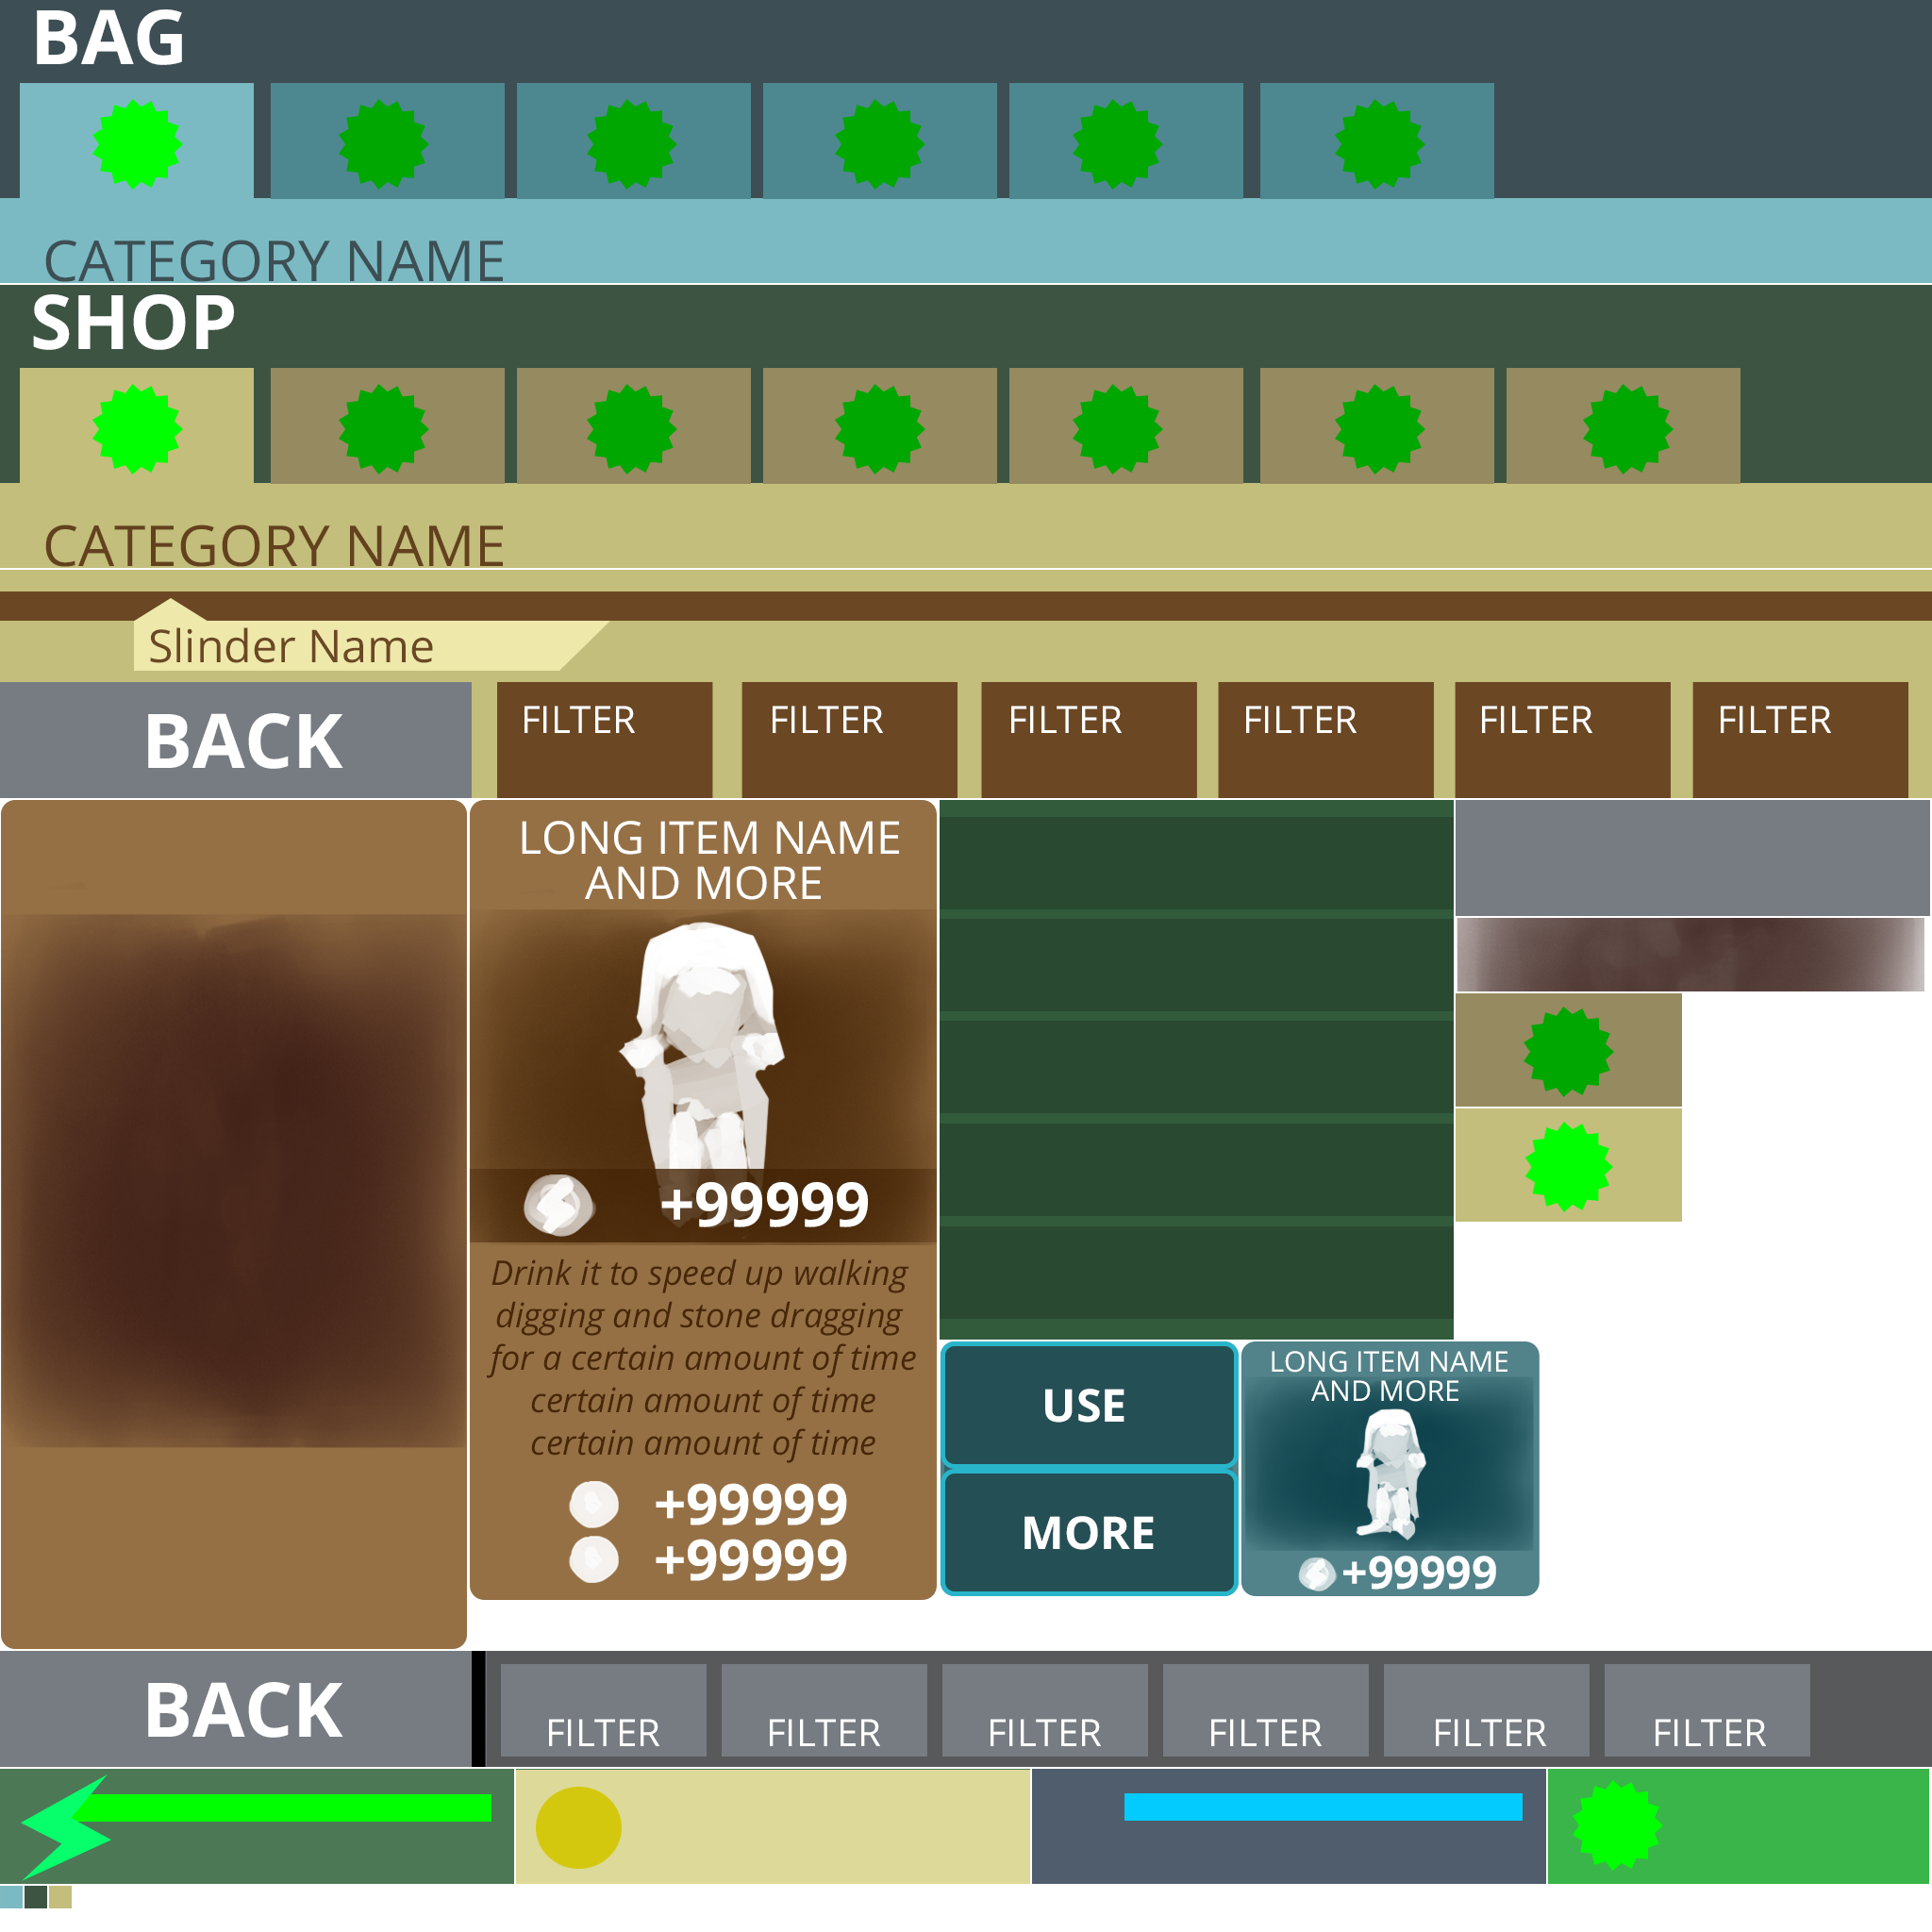 BAG
CATEGORY NAME
SHOP
CATEGORY NAME
Slinder Name
BACK
FILTER
FILTER
FILTER
FILTER
FILTER
FILTER
LONG ITEM NAME
AND MORE
+99999
Drink it to speed up walking
digging and stone dragging
for a certain amount of time
certain amount of time
certain amount of time
+99999
+99999
USE
MORE
LONG ITEM NAME
AND MORE
+99999
BACK
FILTER
FILTER
FILTER
FILTER
FILTER
FILTER